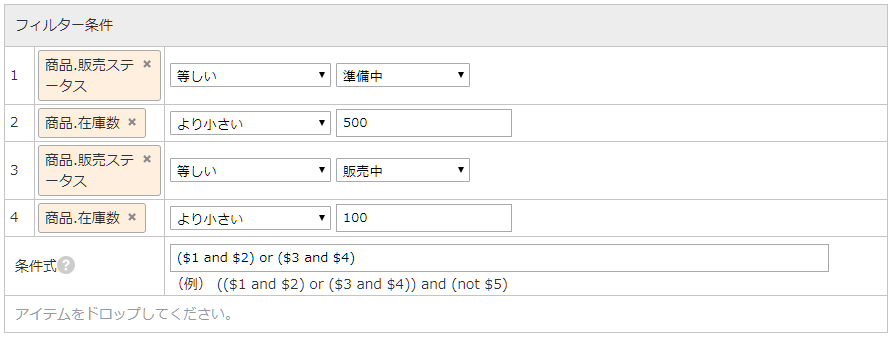 フィルター条件
1 商品.販売ステータス × 等しい 準備中
2 商品.在庫数 × より小さい 500
3 商品.販売ステータス × 等しい 販売中
4 商品.在庫数 × より小さい 100
条件式 ? ($1 and $2) or ($3 and $4)
（例） (($1 and $2) or ($3 and $4)) and (not $5)
アイテムをドロップしてください。